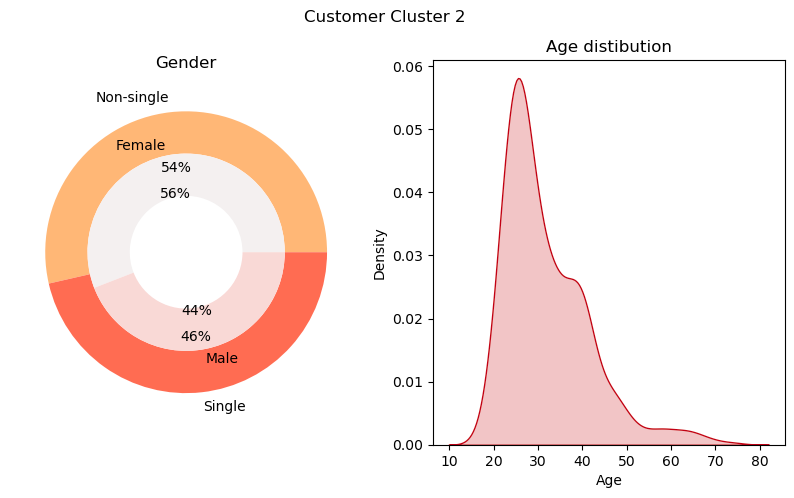 Customer Cluster 2
Gender
Non-single
Female
54%
56%
44%
46%
Male
Single
Age distibution
0.06
0.05
0.04
0.03
0.02
0.01
0.00
Density
10 20 30 40 50 60 70 80
Age